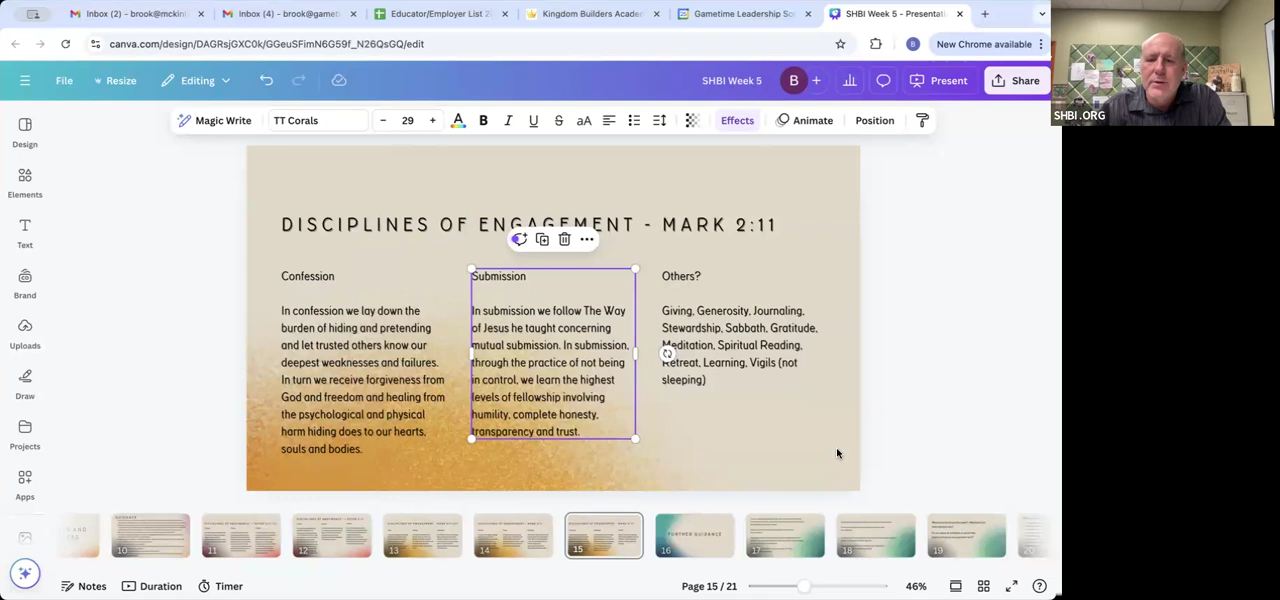 Inbox (2) - brook@mckin
Inbox (4) - brook@gameti
Educator/Employer List 2
Kingdom Builders Acade
Gametime Leadership So
SHBI Week 5 - Presentati
canva.com/design/DAGRsjGXC0k/GGeuSFimN6G59f_N26QsGQ/edit
B
New Chrome available
File
Resize
Editing
SHBI Week 5
B
Present
Share
SHBI.ORG
Magic Write
TT Corals
29
B
I
U
S
aA
Effects
Animate
Position
Design
Elements
Text
Brand
Uploads
Draw
Projects
Apps
DISCIPLINES OF ENGAGEMENT - MARK 2:11
Confession
In confession we lay down the
burden of hiding and pretending
and let trusted others know our
deepest weaknesses and failures.
In turn we receive forgiveness from
God and freedom and healing from
the psychological and physical
harm hiding does to our hearts,
souls and bodies.
Submission
In submission we follow The Way
of Jesus he taught concerning
mutual submission. In submission,
through the practice of not being
in control, we learn the highest
levels of fellowship involving
humility, complete honesty,
transparency and trust.
Others?
Giving, Generosity, Journaling,
Stewardship, Sabbath, Gratitude,
Meditation, Spiritual Reading,
Retreat, Learning, Vigils (not
sleeping)
10
11
12
13
14
15
FURTHER GUIDANCE
16
17
18
19
20
Notes
Duration
Timer
Page 15 / 21
46%